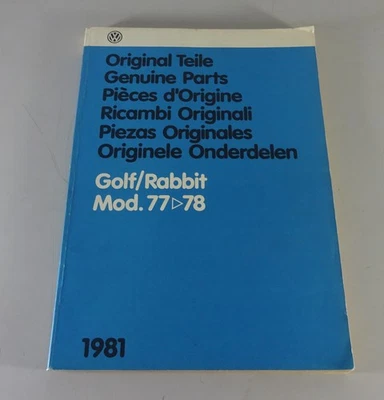 Original Teile
Genuine Parts
Pièces d'Origine
Ricambi Originali
Piezas Originales
Originele Onderdelen
Golf/Rabbit
Mod. 77▷78
1981